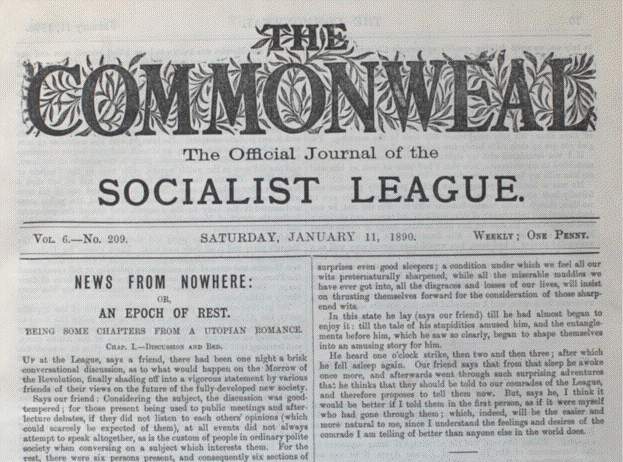 THE
COMMONWEAL
The Official Journal of the
SOCIALIST LEAGUE.
VOL. 6.—No. 209.
SATURDAY, JANUARY 11, 1890.
WEEKLY; ONE PENNY.
NEWS FROM NOWHERE:
OR,
AN EPOCH OF REST.
BEING SOME CHAPTERS FROM A UTOPIAN ROMANCE.
CHAP. I.—DISCUSSION AND BED.
UP at the League, says a friend, there had been one night a brisk
conversational discussion, as to what would happen on the Morrow of
the Revolution, finally shading off into a vigorous statement by various
friends of their views on the future of the fully-developed new society.
Says our friend: Considering the subject, the discussion was good-
tempered; for those present being used to public meetings and after-
lecture debates, if they did not listen to each others' opinions (which
could scarcely be expected of them), at all events did not always
attempt to speak altogether, as is the custom of people in ordinary polite
society when conversing on a subject which interests them. For the
rest, there were six persons present, and consequently six sections of
surprises even good sleepers; a condition under which we feel all our
wits preternaturally sharpened, while all the miserable muddles we
have ever got into, all the disgraces and losses of our lives, will insist
on thrusting themselves forward for the consideration of those sharp-
ened wits.
In this state he lay (says our friend) till he had almost began to
enjoy it: till the tale of his stupidities amused him, and the entangle-
ments before him, which he saw so clearly, began to shape themselves
into an amusing story for him.
He heard one o'clock strike, then two and then three; after which
he fell asleep again. Our friend says that from that sleep he awoke
once more, and afterwards went through such surprising adventures
that he thinks that they should be told to our comrades of the League,
and therefore proposes to tell them now. But, says he, I think it
would be better if I told them in the first person, as if it were myself
who had gone through them; which, indeed, will be the easier and
more natural to me, since I understand the feelings and desires of the
comrade I am telling of better than anyone else in the world does.